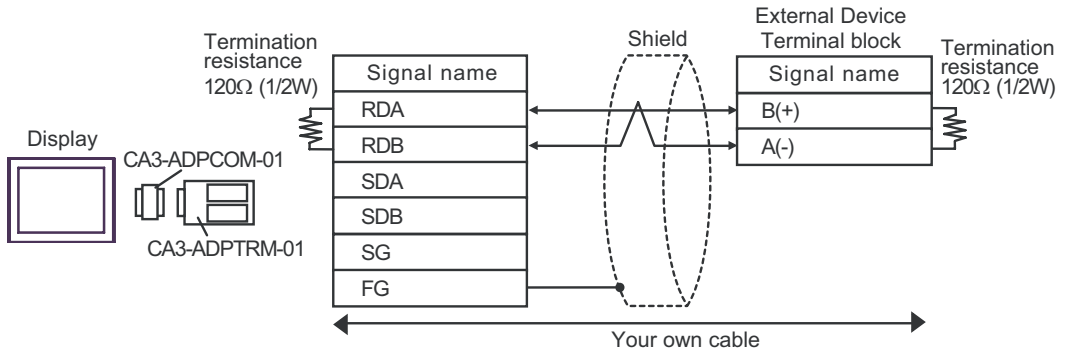 External Device
Terminal block
Shield
Termination
resistance
120Ω (1/2W)
Termination
resistance
120Ω (1/2W)
Signal name
RDA
RDB
SDA
SDB
SG
FG
Signal name
B(+)
A(-)
Display
CA3-ADPCOM-01
CA3-ADPTRM-01
Your own cable